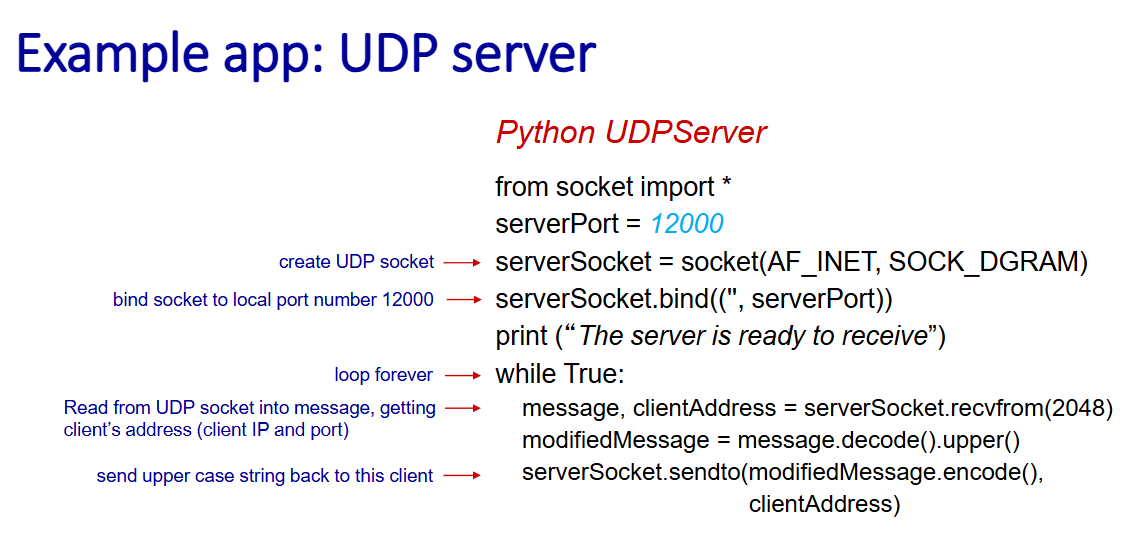 Example app: UDP server
Python UDPServer
from socket import *
serverPort = 12000
create UDP socket
serverSocket = socket(AF_INET, SOCK_DGRAM)
bind socket to local port number 12000
serverSocket.bind(('', serverPort))
print (“The server is ready to receive”)
loop forever
while True:
Read from UDP socket into message, getting
client’s address (client IP and port)
message, clientAddress = serverSocket.recvfrom(2048)
modifiedMessage = message.decode().upper()
send upper case string back to this client
serverSocket.sendto(modifiedMessage.encode(),
clientAddress)